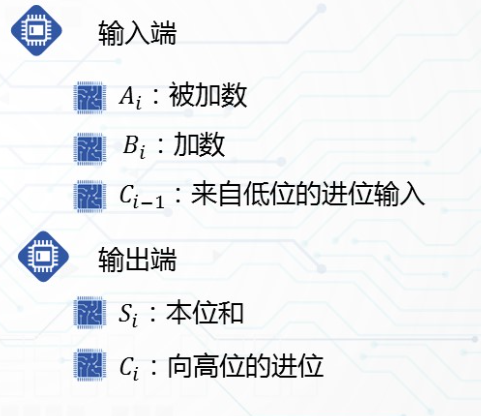 输入端
Aᵢ：被加数
Bᵢ：加数
Cᵢ₋₁：来自低位的进位输入
输出端
Sᵢ：本位和
Cᵢ：向高位的进位